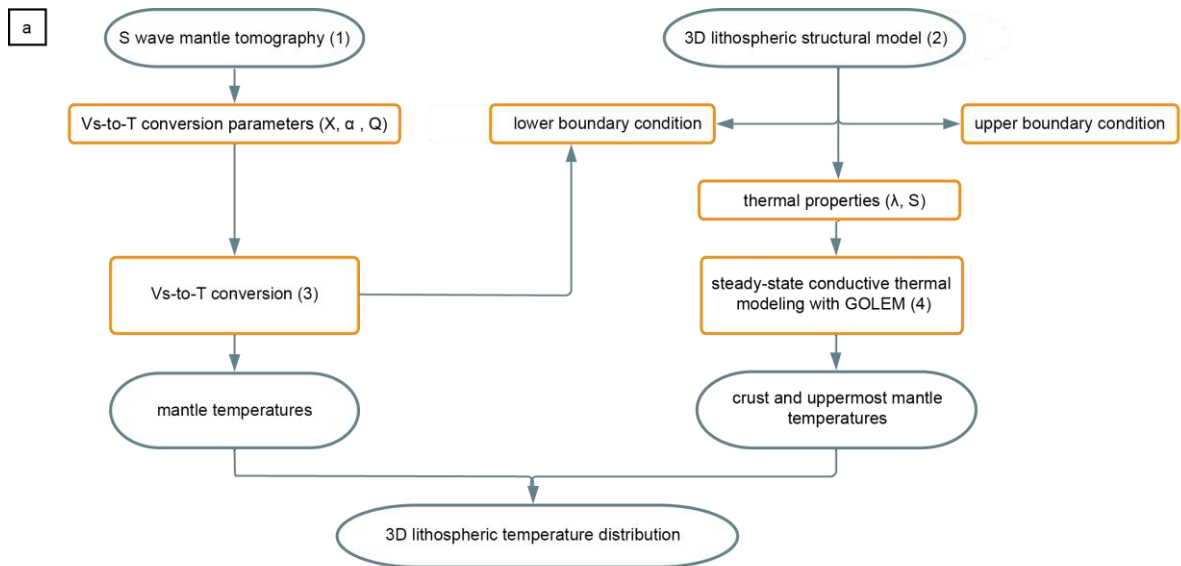 a
S wave mantle tomography (1)
3D lithospheric structural model (2)
Vs-to-T conversion parameters (X, α , Q)
lower boundary condition
upper boundary condition
thermal properties (λ, S)
Vs-to-T conversion (3)
steady-state conductive thermal
modeling with GOLEM (4)
mantle temperatures
crust and uppermost mantle
temperatures
3D lithospheric temperature distribution